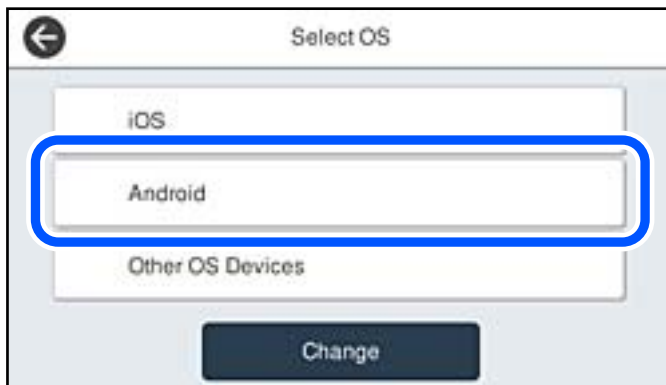 Select OS
iOS
Android
Other OS Devices
Change